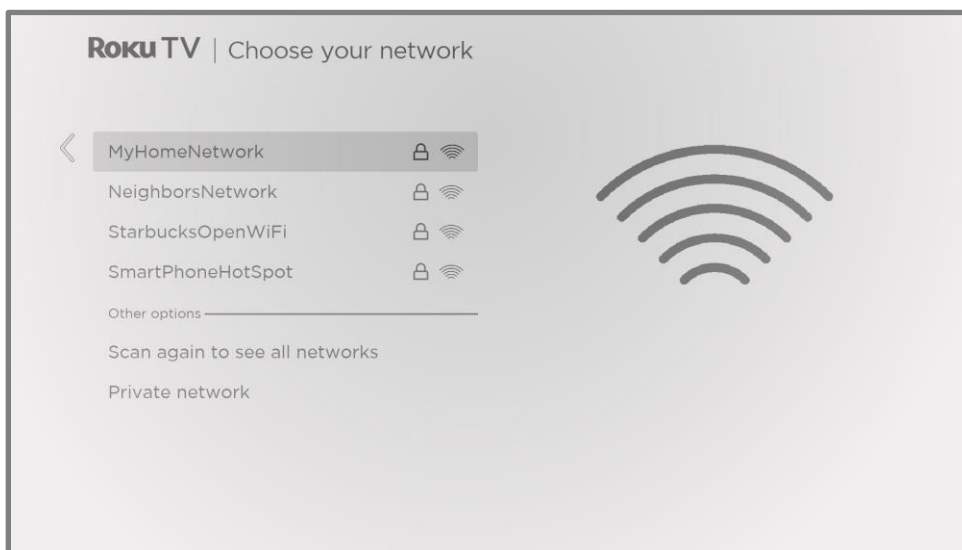 Roku TV | Choose your network
MyHomeNetwork
NeighborsNetwork
StarbucksOpenWiFi
SmartPhoneHotSpot
Other options
Scan again to see all networks
Private network